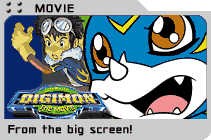 MOVIE
DIGIMON
THE MOVIE
From the big screen!